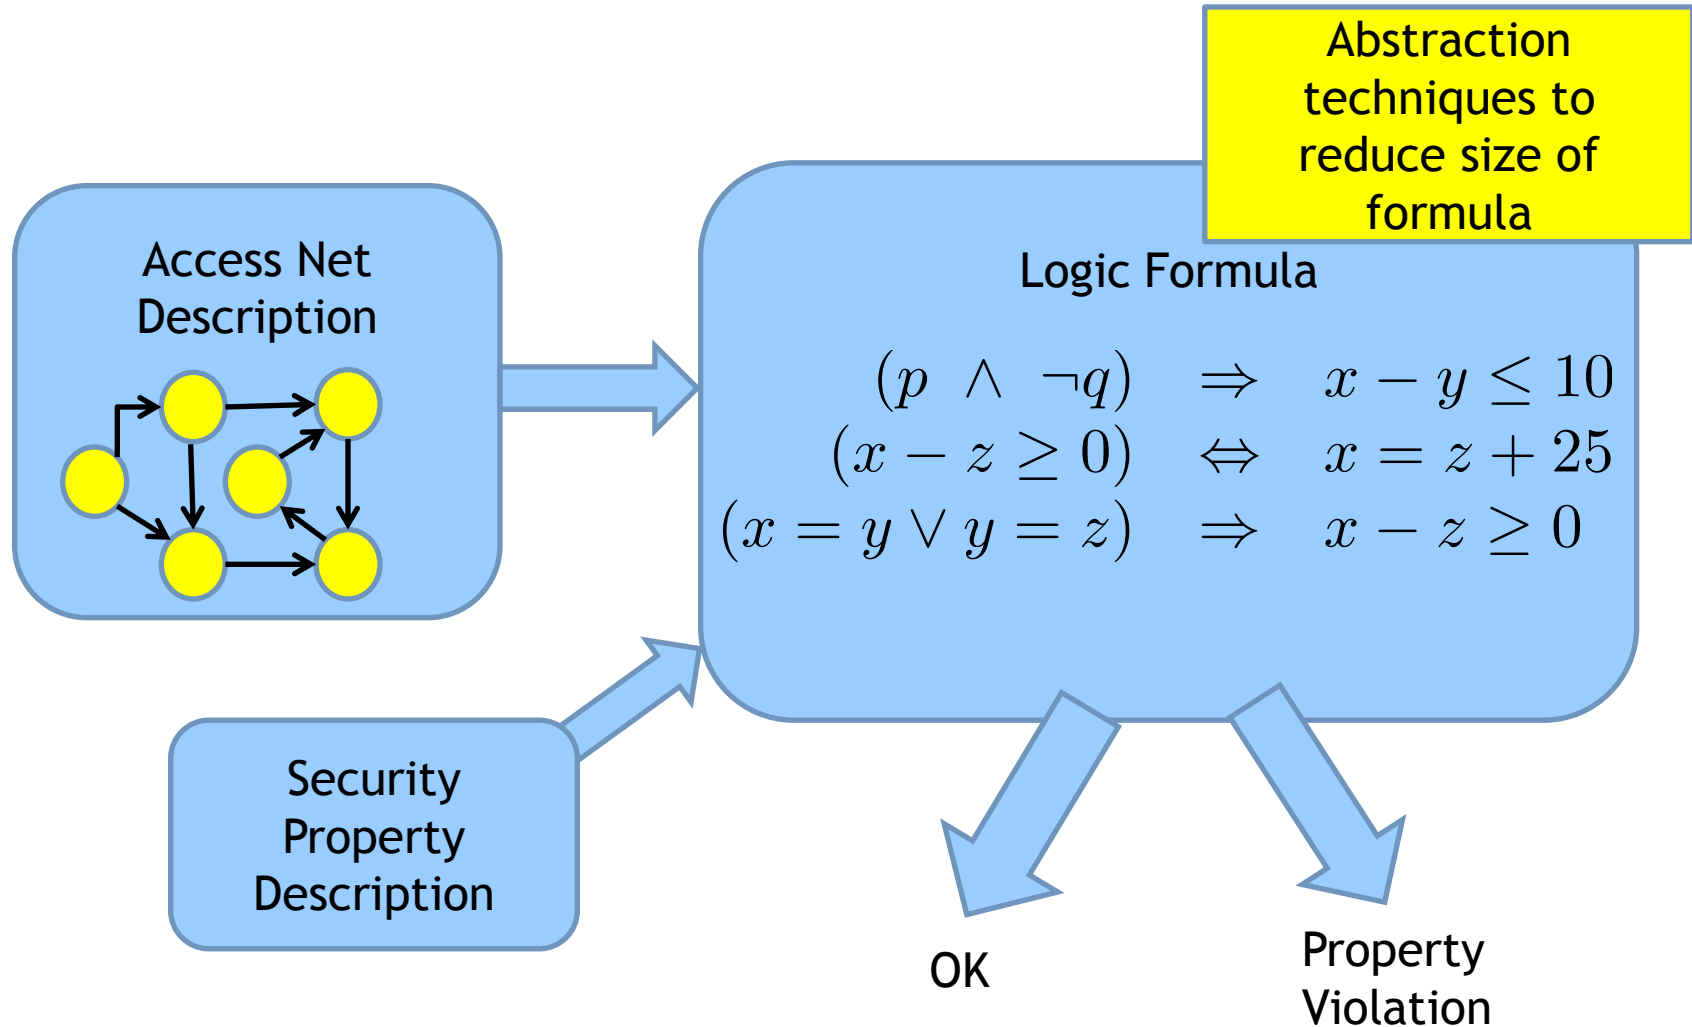 Abstraction
techniques to
reduce size of
formula
Access Net
Description
Logic Formula
(p ∧ ¬q) ⇒ x − y ≤ 10
(x − z ≥ 0) ⇔ x = z + 25
(x = y ∨ y = z) ⇒ x − z ≥ 0
Security
Property
Description
OK
Property
Violation